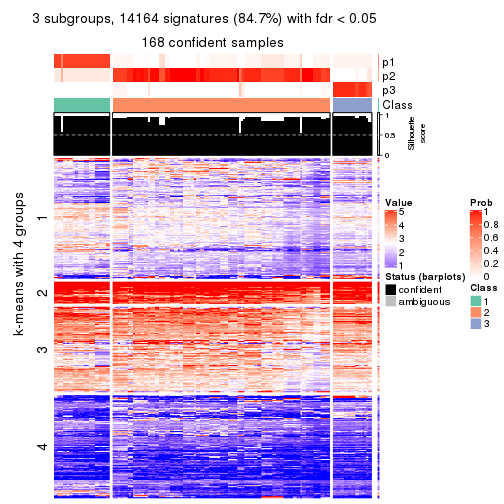 3 subgroups, 14164 signatures (84.7%) with fdr < 0.05
168 confident samples
p1
p2
p3
Class
1
0.5
0
Silhouette
score
k-means with 4 groups
1
2
3
4
Value
5
4
3
2
1
Status (barplots)
confident
ambiguous
Prob
1
0.8
0.6
0.4
0.2
0
Class
1
2
3